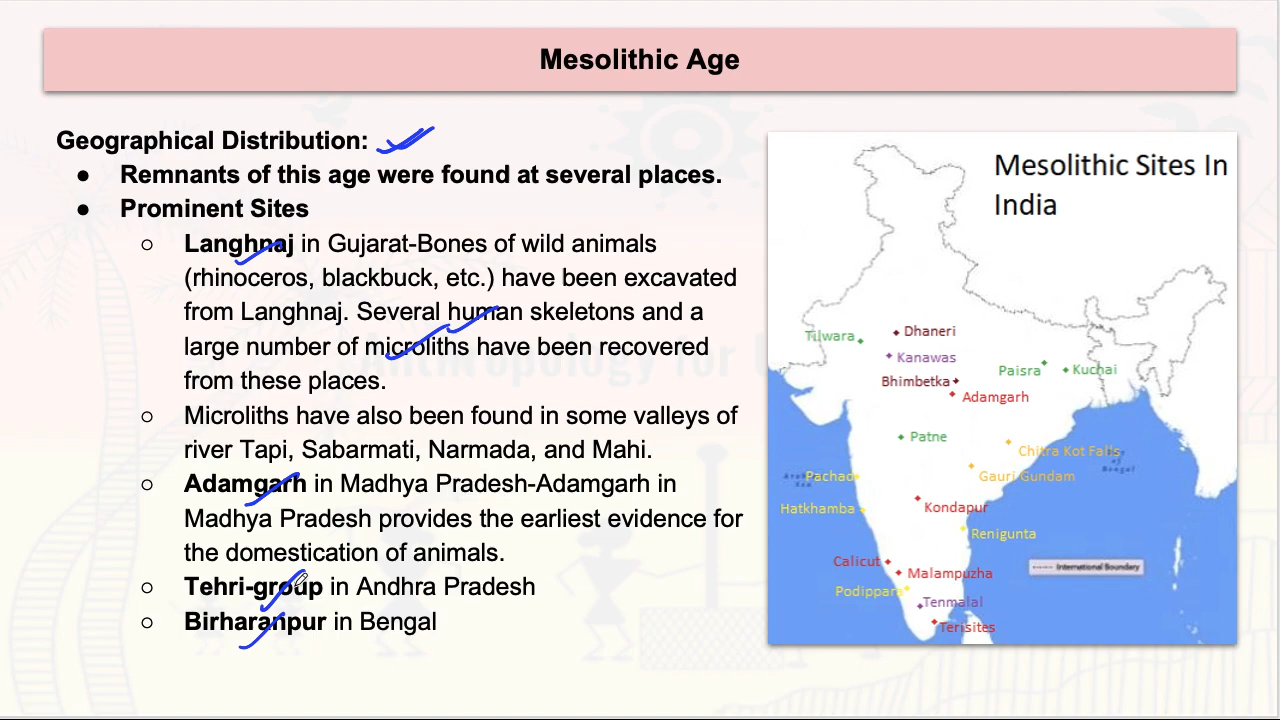 Mesolithic Age
Geographical Distribution:
● Remnants of this age were found at several places.
● Prominent Sites
○ Langhnaj in Gujarat-Bones of wild animals
(rhinoceros, blackbuck, etc.) have been excavated
from Langhnaj. Several human skeletons and a
large number of microliths have been recovered
from these places.
○ Microliths have also been found in some valleys of
river Tapi, Sabarmati, Narmada, and Mahi.
○ Adamgarh in Madhya Pradesh-Adamgarh in
Madhya Pradesh provides the earliest evidence for
the domestication of animals.
○ Tehri-group in Andhra Pradesh
○ Birharanpur in Bengal
Mesolithic Sites In
India
Tilwara
Dhaneri
Kanawas
Bhimbetka
Adamgarh
Paisra
Kuchai
Patne
Chitra Kot Falls
Bengal
Gauri Gundam
Pachad
Hatkhamba
Kondapur
Renigunta
Calicut
Malampuzha
International Boundary
Podippara
Tenmalal
Terisites
Anthropology for